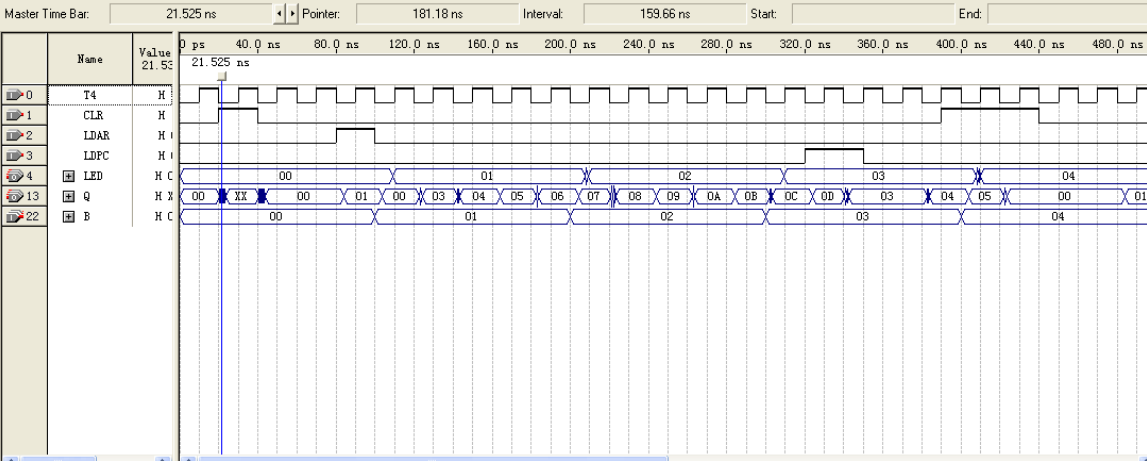 Master Time Bar: 21.525 ns Pointer: 181.18 ns Interval: 159.66 ns Start: End:
Name Value 21.53
0 ps 40.0 ns 80.0 ns 120.0 ns 160.0 ns 200.0 ns 240.0 ns 280.0 ns 320.0 ns 360.0 ns 400.0 ns 440.0 ns 480.0 ns
21.525 ns
0 T4 H
1 CLR H
2 LDAR H
3 LDPC H
4 LED H 00 01 02 03 04
13 Q H X 00 XX 00 01 00 03 04 05 06 07 08 09 0A 0B 0C 0D 03 04 05 00 01
22 B H 00 01 02 03 04